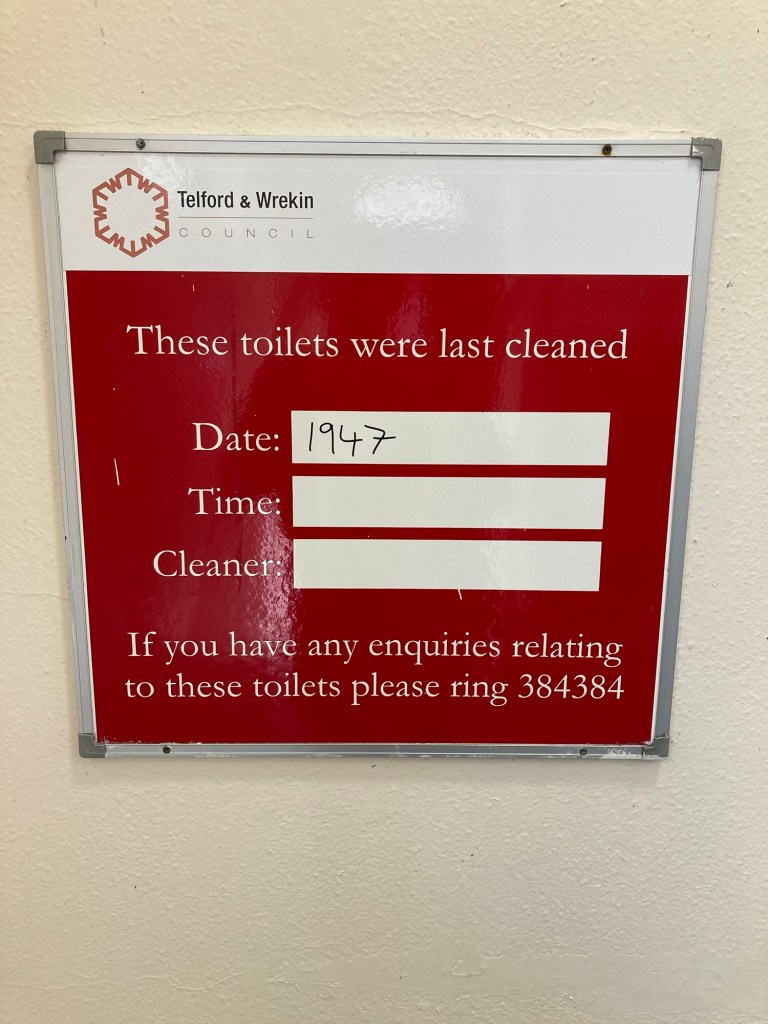 Telford & Wrekin
COUNCIL
These toilets were last cleaned
Date: 1947
Time:
Cleaner:
If you have any enquiries relating
to these toilets please ring 384384